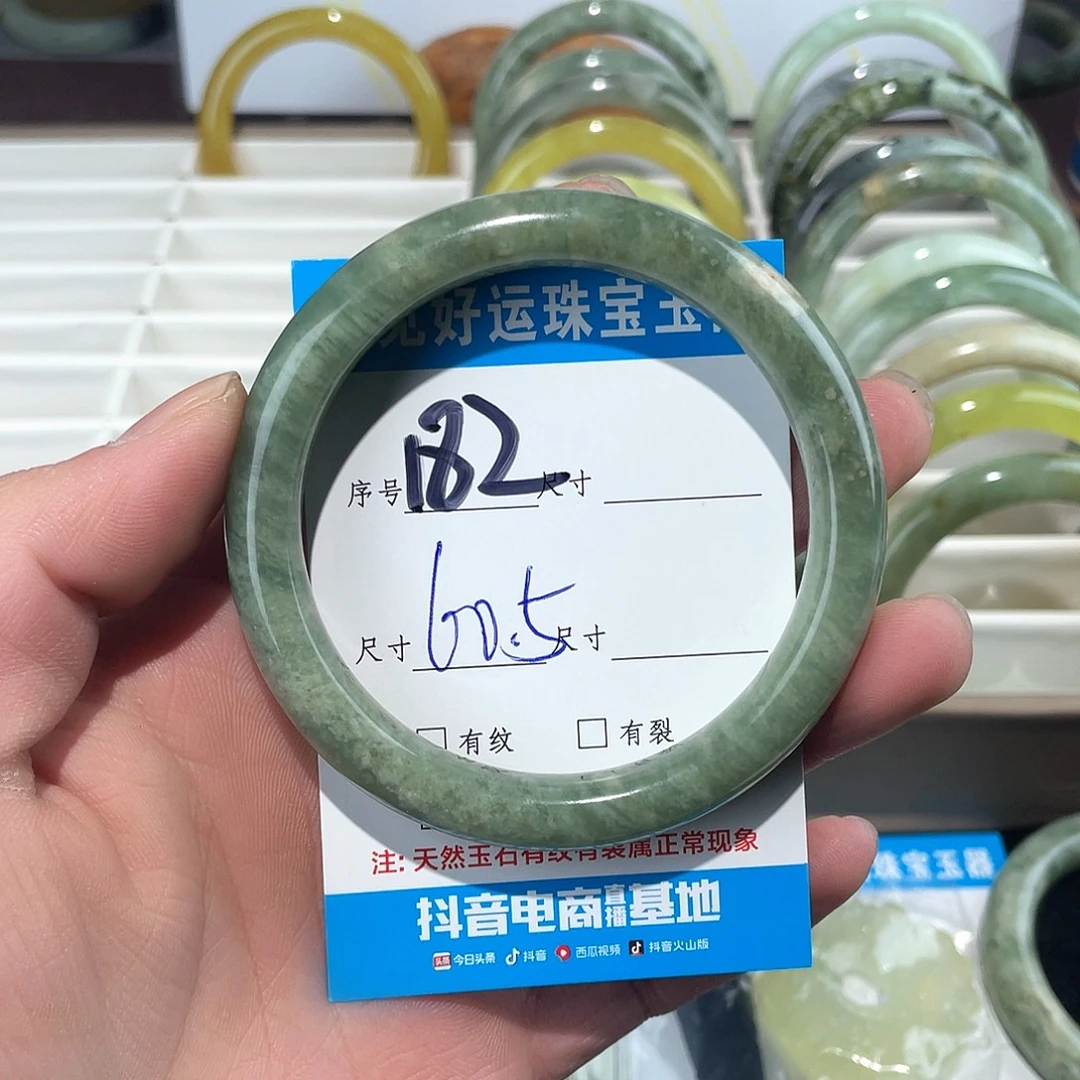 好运珠宝玉
序号 182 尺寸
尺寸 60.5 尺寸
□ 有纹 □ 有裂
注: 天然玉石有纹有裂属正常现象
抖音电商直播基地
头条 今日头条 抖音 西瓜视频 抖音火山版
珠宝玉器